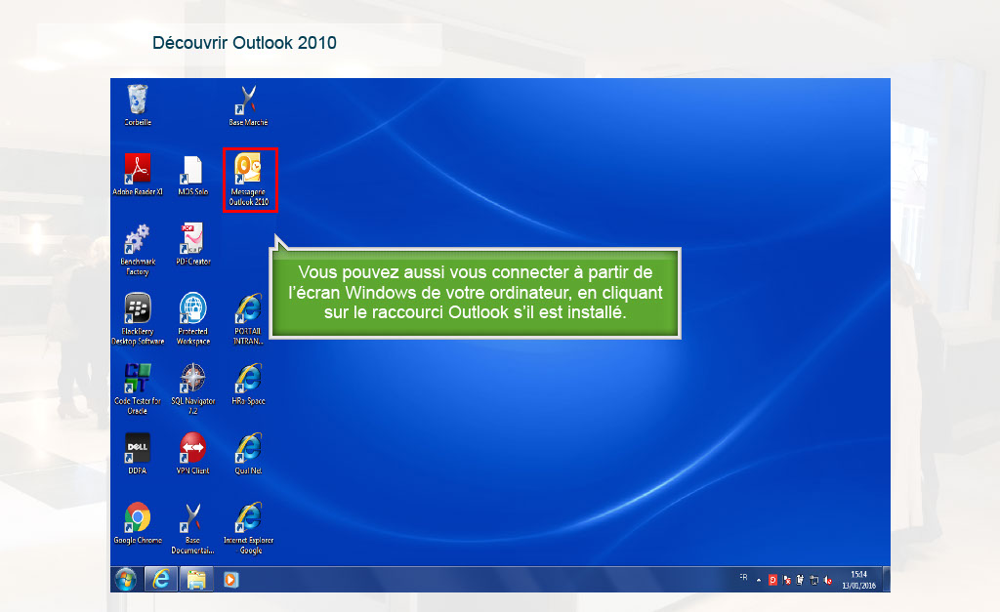 Découvrir Outlook 2010
Corbeille
Base Marché
Adobe Reader XI
MOS Solo
Messagerie
Outlook 2010
Benchmark
Factory
PDFCreator
Vous pouvez aussi vous connecter à partir de
l'écran Windows de votre ordinateur, en cliquant
sur le raccourci Outlook s'il est installé.
BlackBerry
Desktop Software
Protected
Workspace
PORTAIL
INTRAN...
Code Tester for
Oracle
SQL Navigator
7.2
HRa-Space
DELL
DDPA
VPN Client
Qual'Net
Google Chrome
Base
Documentai...
Internet Explorer
Google
FR
15:14
13/01/2016